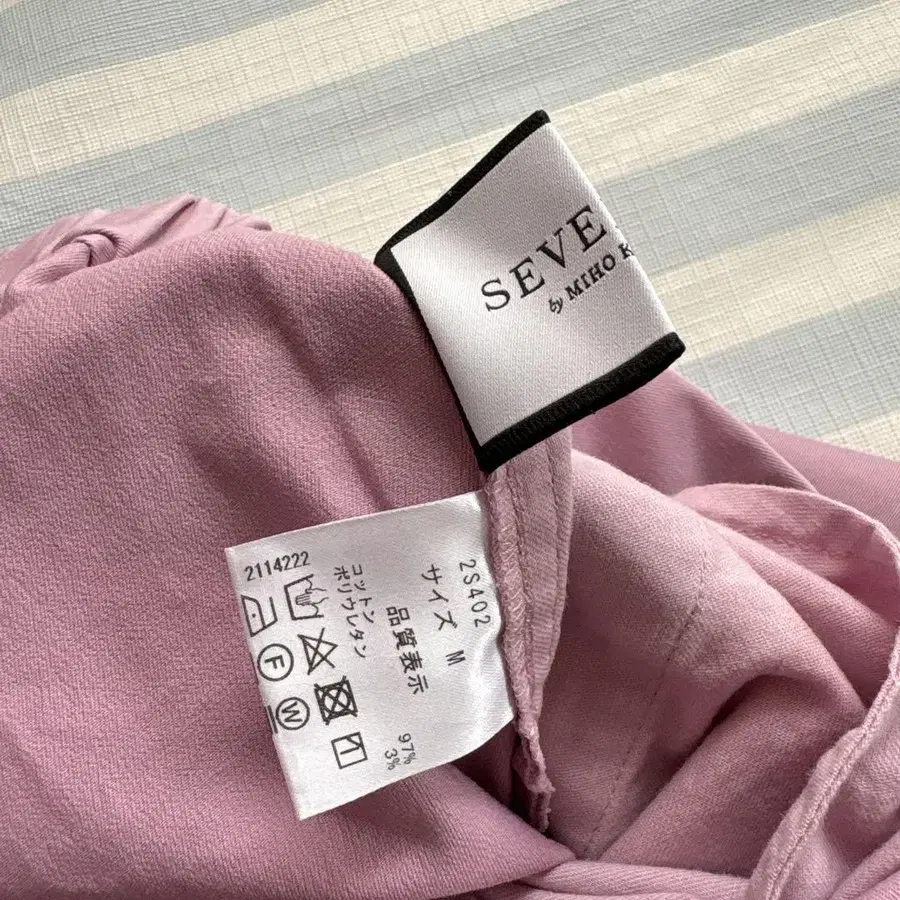 SEVE
by MIHO K
2S402
サイズ M
品質表示
コットン 97%
ポリウレタン 3%
2114222
F
W